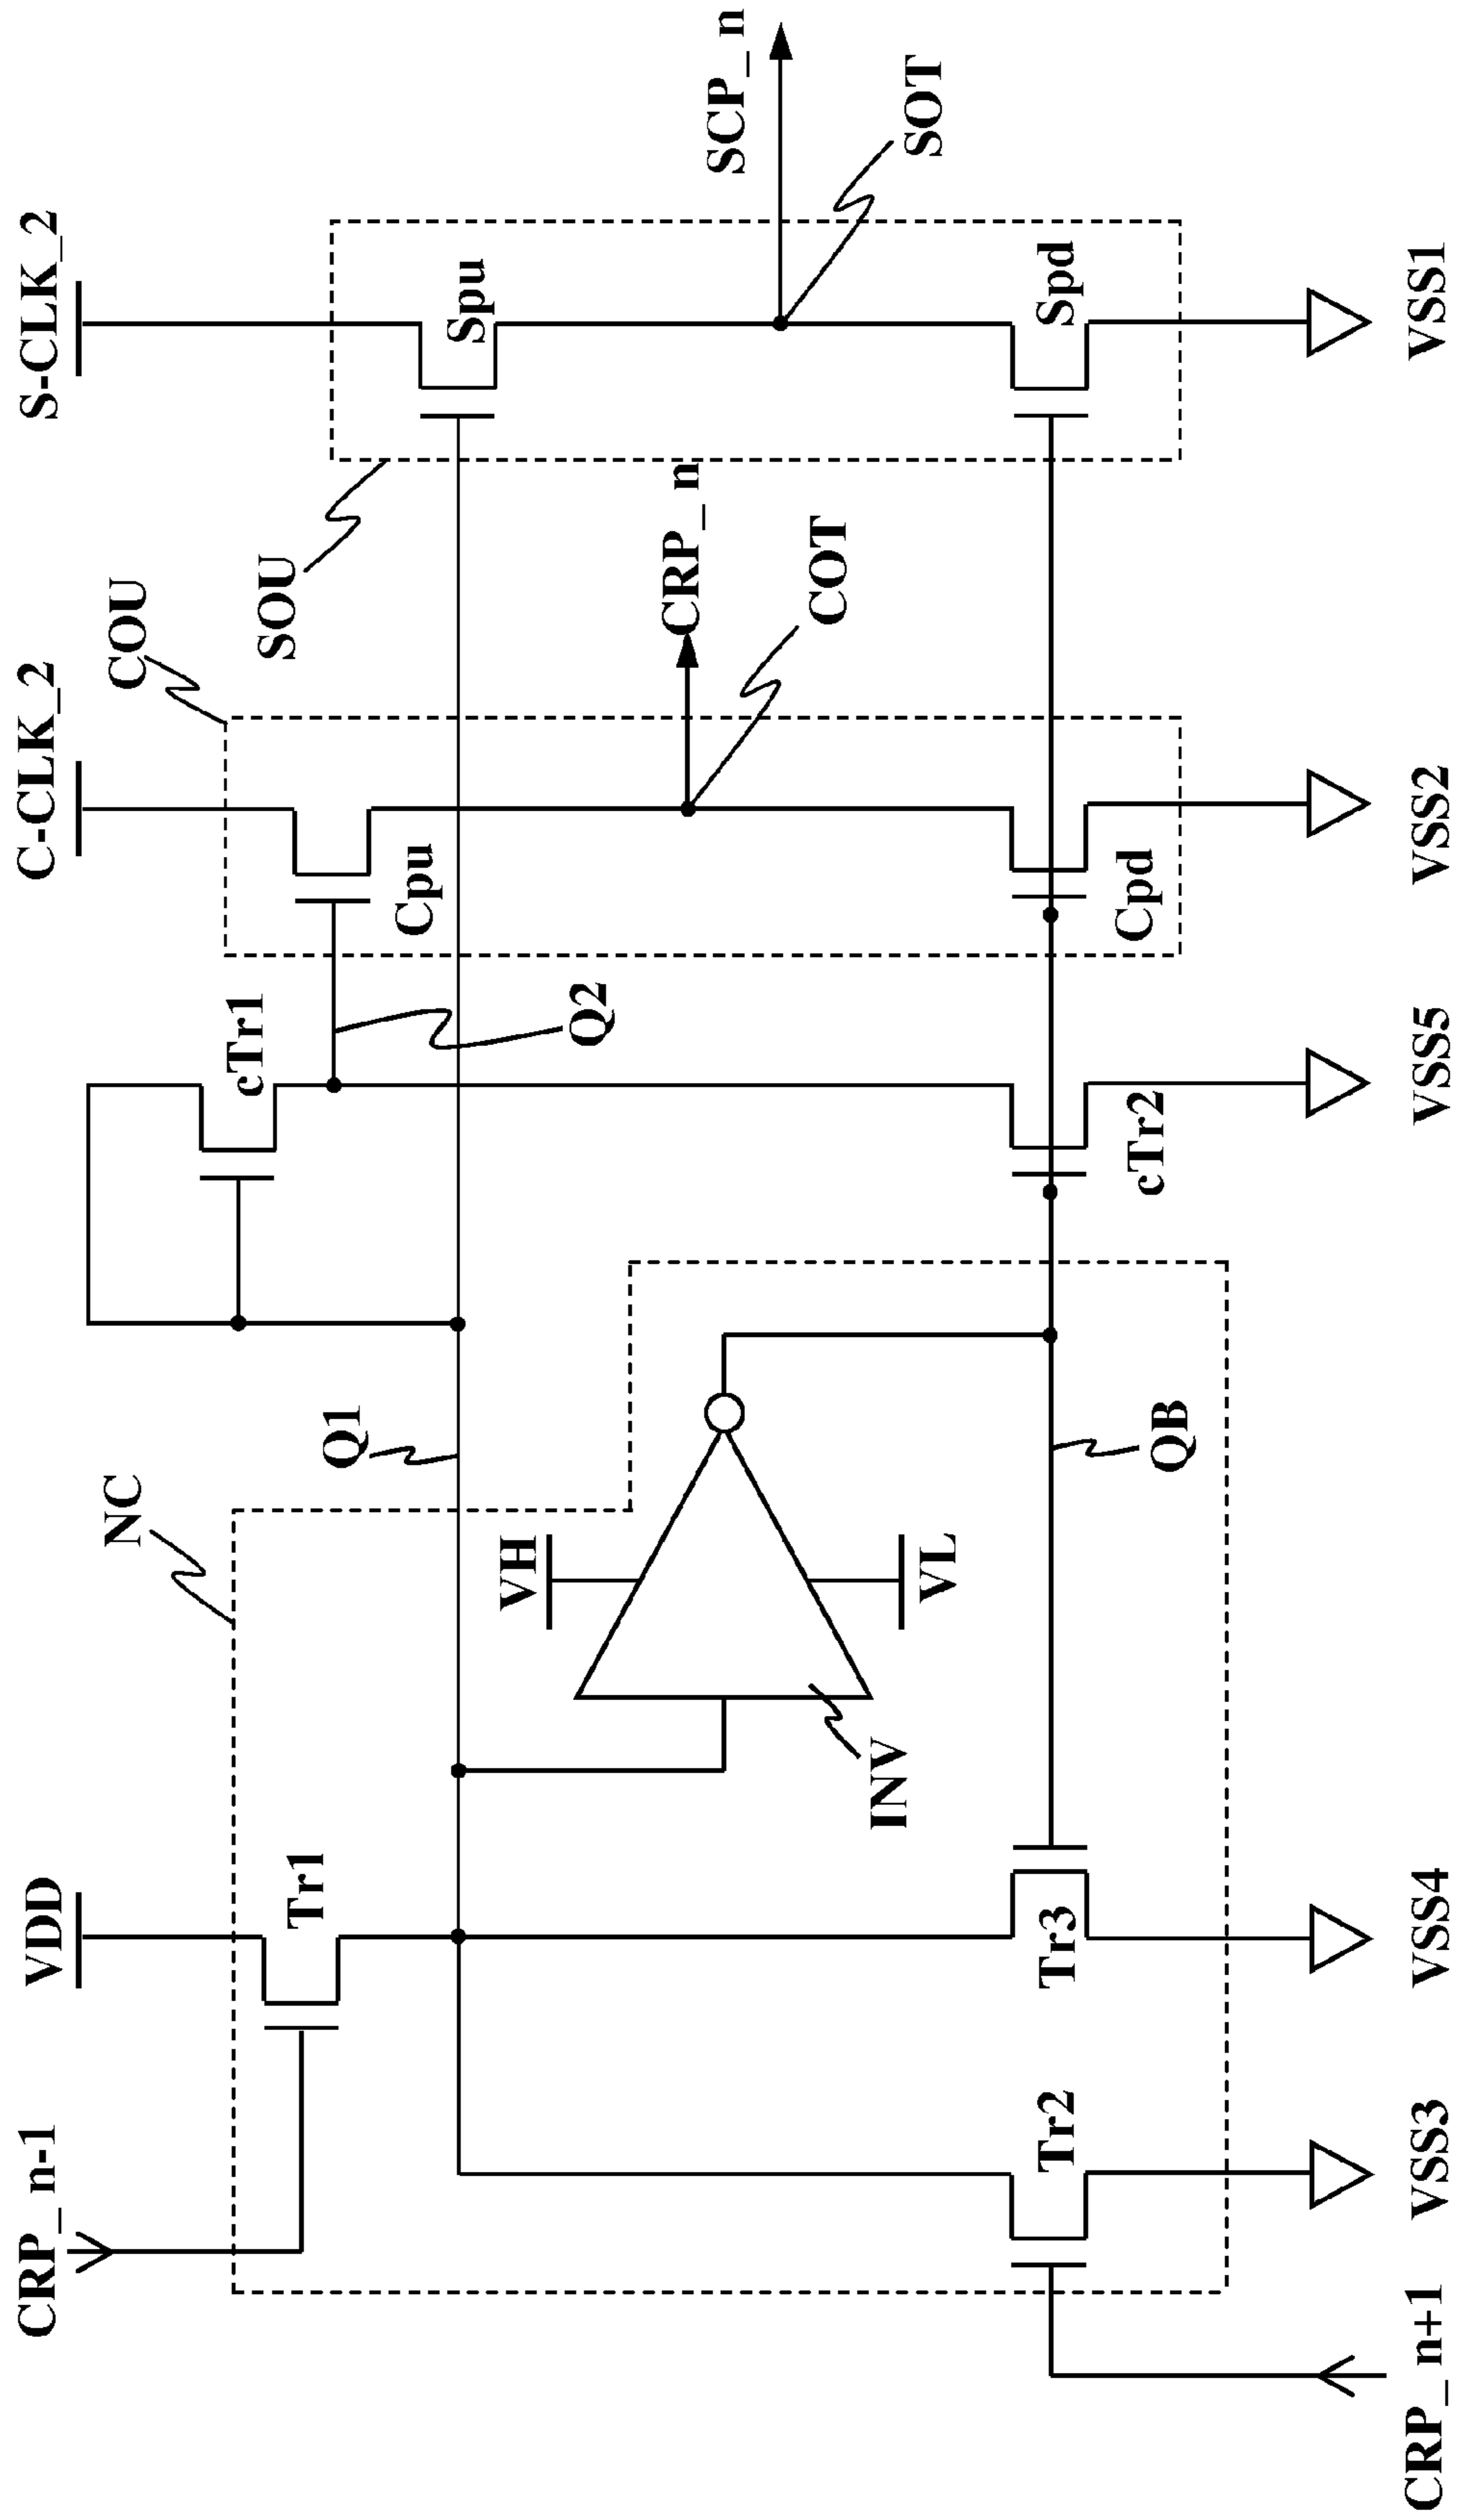 CRP_n-1
VDD
C-CLK_2
S-CLK_2
NC
COU
cTr1
SOU
Tr1
Q1
Cpu
Spu
VH
Q2
CRP_n
SCP_n
COT
SOT
INV
VL
Tr2
Tr3
QB
cTr2
Cpd
Spd
CRP_n+1
VSS3
VSS4
VSS5
VSS2
VSS1